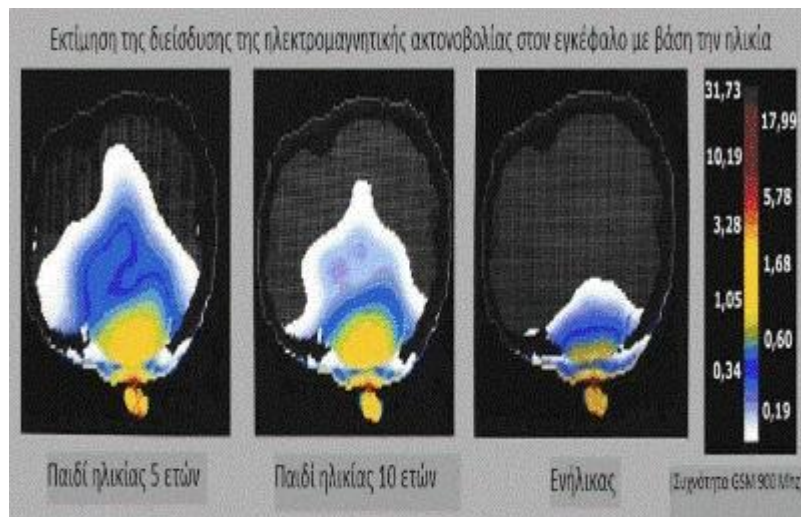 Εκτίμηση της διείσδυσης της ηλεκτρομαγνητικής ακτονοβολίας στον εγκέφαλο με βάση την ηλικία
31,73
17,99
10,19
5,78
3,28
1,68
1,05
0,60
0,34
0,19
Παιδί ηλικίας 5 ετών
Παιδί ηλικίας 10 ετών
Ενήλικας
Συχνότητα GSM 900 Mhz